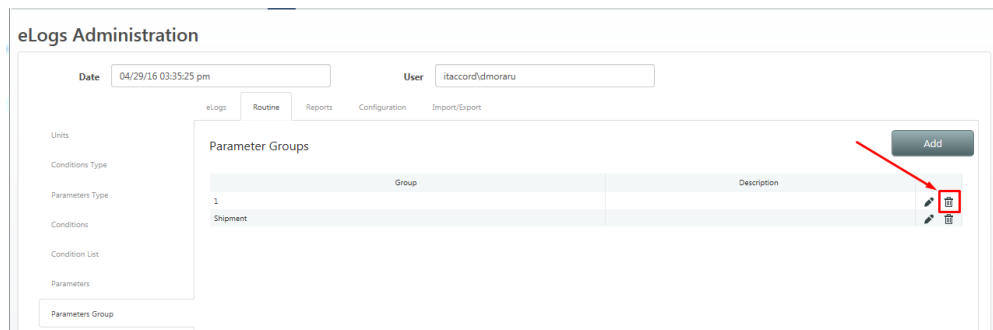 eLogs Administration
Date 04/29/16 03:35:25 pm User itaccord\dmoraru
eLogs Routine Reports Configuration Import/Export
Units
Conditions Type
Parameters Type
Conditions
Condition List
Parameters
Parameters Group
Parameter Groups
Add
Group Description
1
Shipment